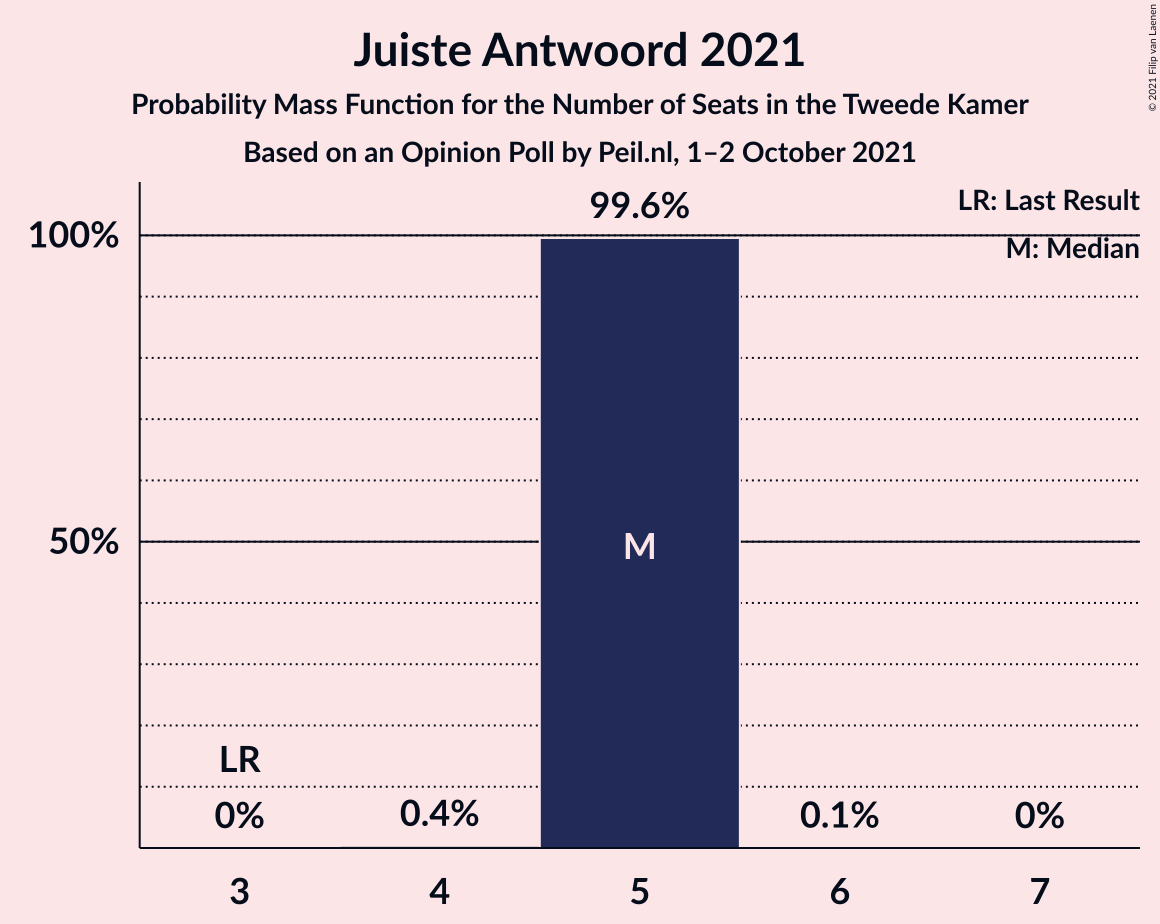 Juiste Antwoord 2021
Probability Mass Function for the Number of Seats in the Tweede Kamer
Based on an Opinion Poll by Peil.nl, 1–2 October 2021
© 2021 Filip van Laenen
LR: Last Result
M: Median
99.6%
100%
50%
M
LR
0%
0.4%
0.1%
0%
3
4
5
6
7